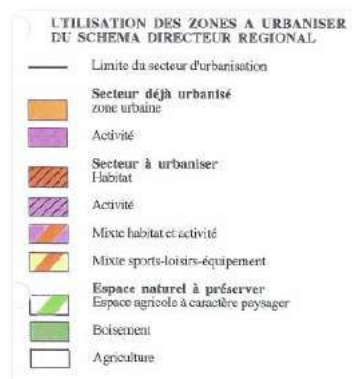 UTILISATION DES ZONES A URBANISER
DU SCHEMA DIRECTEUR REGIONAL
Limite du secteur d'urbanisation
Secteur déjà urbanisé
zone urbaine
Activité
Secteur à urbaniser
Habitat
Activité
Mixte habitat et activité
Mixte sports-loisirs-équipement
Espace naturel à préserver
Espace agricole à caractère paysager
Boisement
Agriculture